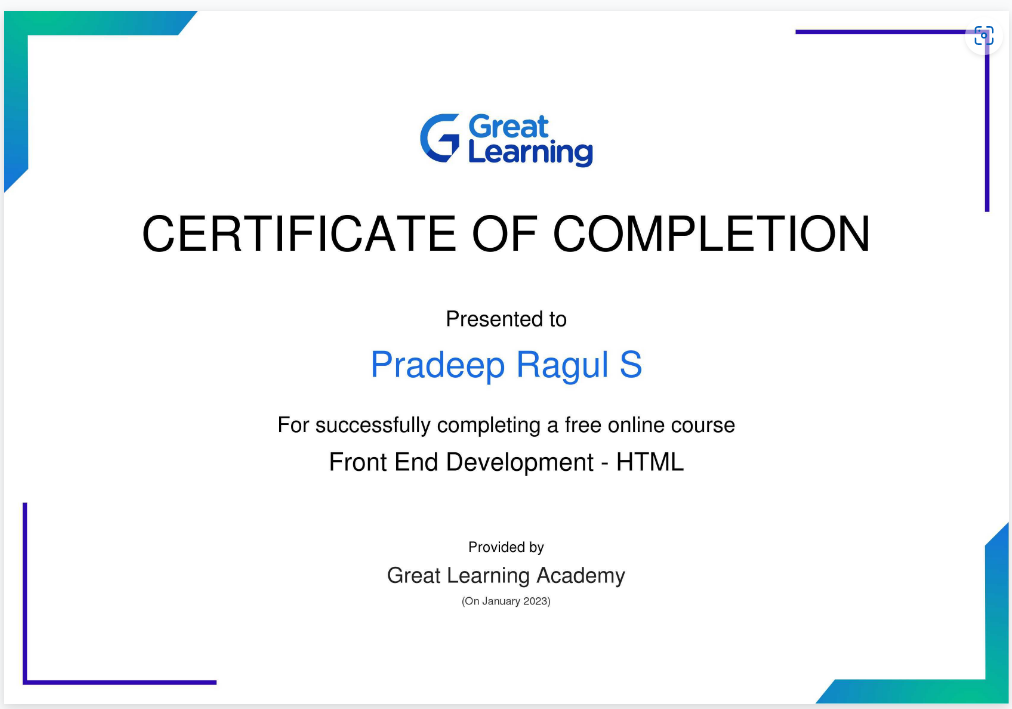 Great
Learning
CERTIFICATE OF COMPLETION
Presented to
Pradeep Ragul S
For successfully completing a free online course
Front End Development - HTML
Provided by
Great Learning Academy
(On January 2023)